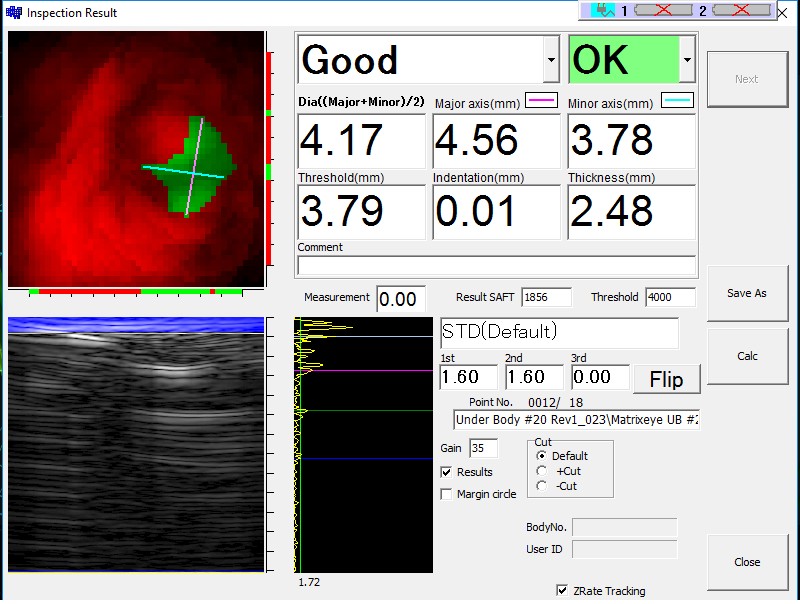 Inspection Result
1 2
Good OK
Next
Dia((Major+Minor)/2) Major axis(mm) Minor axis(mm)
4.17 4.56 3.78
Threshold(mm) Indentation(mm) Thickness(mm)
3.79 0.01 2.48
Comment
Measurement 0.00 Result SAFT 1856 Threshold 4000
Save As
STD(Default)
Calc
1st 2nd 3rd
1.60 1.60 0.00 Flip
Point No. 0012/ 18
Under Body #20 Rev1_023\Matrixeye UB #2
Gain 35
Cut
Default
+Cut
-Cut
Results
Margin circle
BodyNo.
User ID
Close
1.72
ZRate Tracking